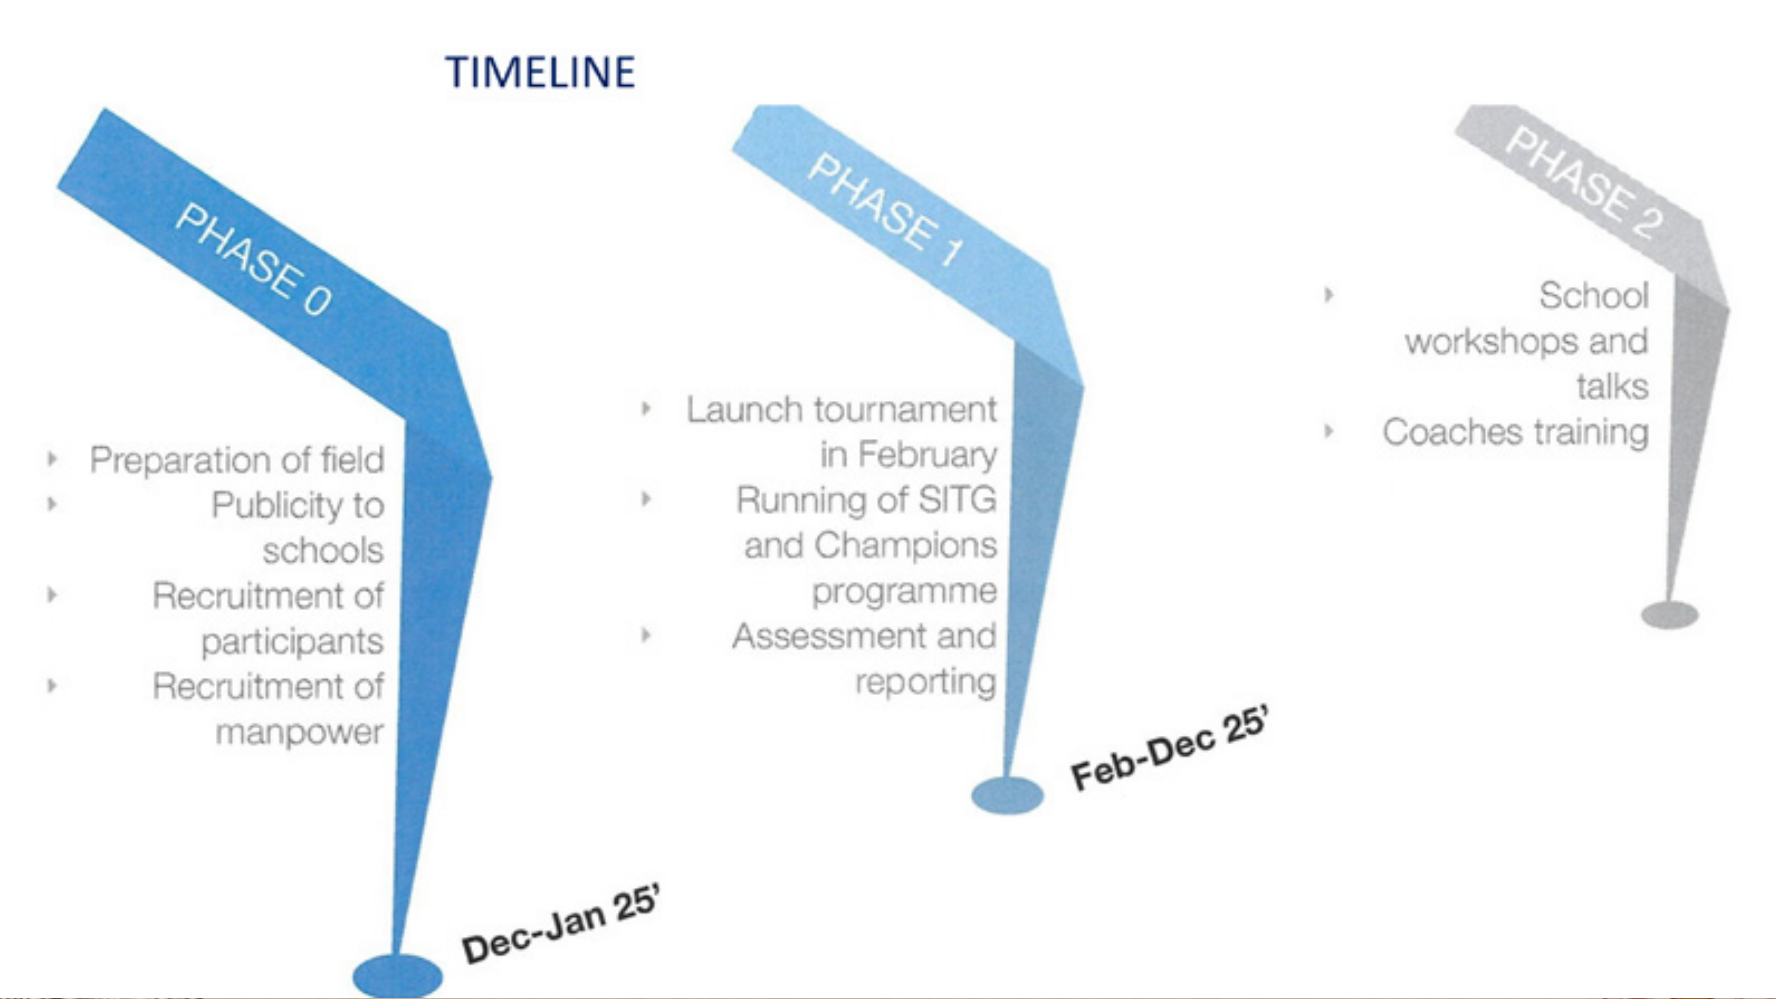 TIMELINE
PHASE 0
Preparation of field
Publicity to
schools
Recruitment of
participants
Recruitment of
manpower
Dec-Jan 25’
PHASE 1
Launch tournament
in February
Running of SITG
and Champions
programme
Assessment and
reporting
Feb-Dec 25’
PHASE 2
School
workshops and
talks
Coaches training